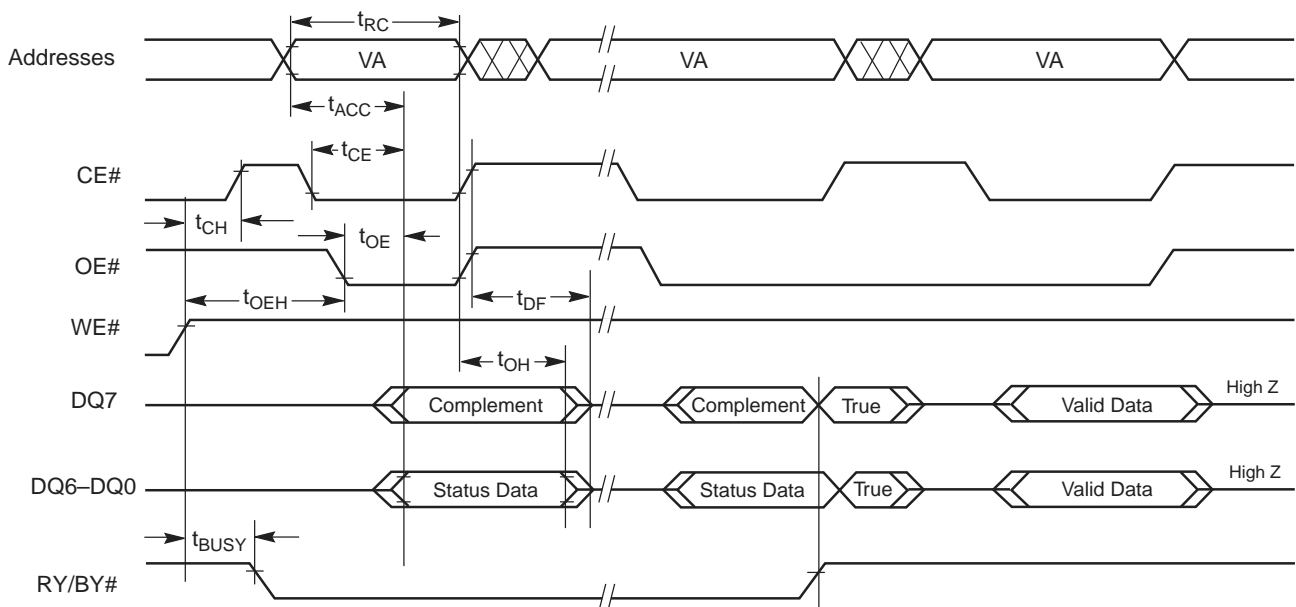 tRC
Addresses VA VA VA
tACC
tCE
CE#
tCH
tOE
OE#
tOEH tDF
WE#
tOH
DQ7 Complement Complement True Valid Data High Z
DQ6–DQ0 Status Data Status Data True Valid Data High Z
tBUSY
RY/BY#